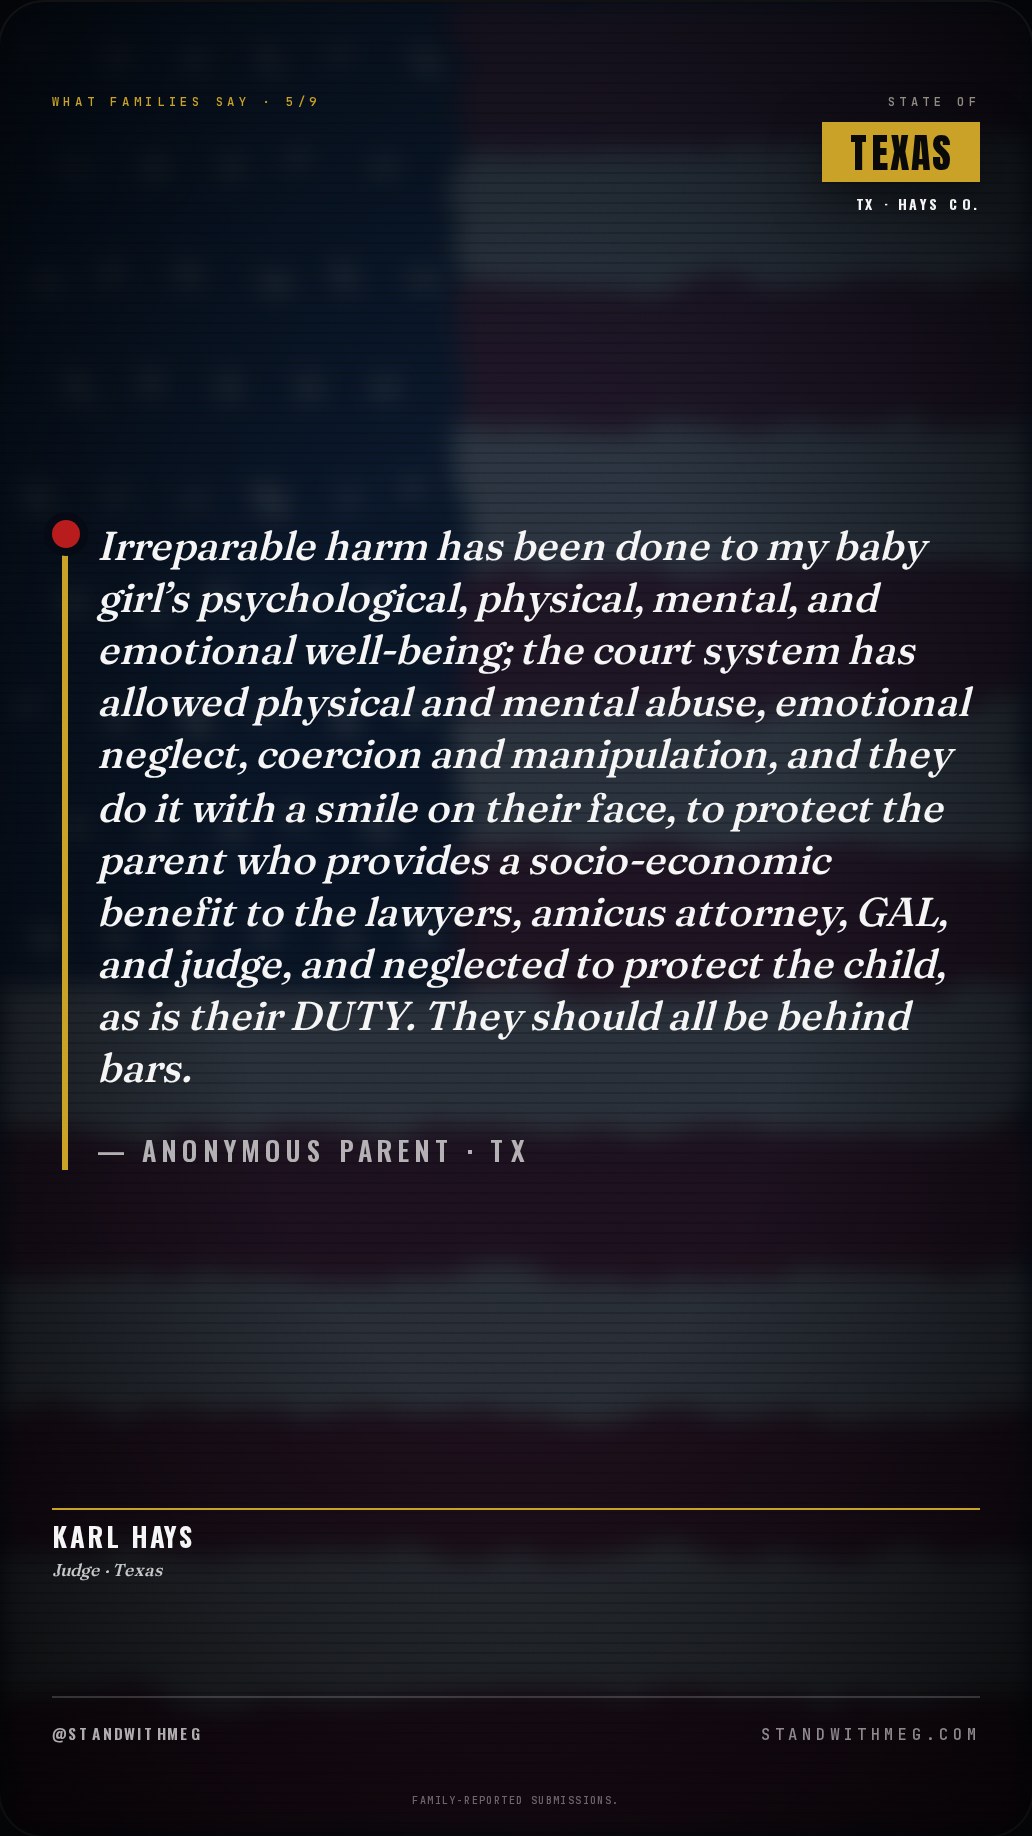 WHAT FAMILIES SAY · 5/9
STATE OF
TEXAS
TX · HAYS CO.
Irreparable harm has been done to my baby
girl’s psychological, physical, mental, and
emotional well-being; the court system has
allowed physical and mental abuse, emotional
neglect, coercion and manipulation, and they
do it with a smile on their face, to protect the
parent who provides a socio-economic
benefit to the lawyers, amicus attorney, GAL,
and judge, and neglected to protect the child,
as is their DUTY. They should all be behind
bars.
— ANONYMOUS PARENT · TX
KARL HAYS
Judge · Texas
@STANDWITHMEG
STANDWITHMEG.COM
FAMILY-REPORTED SUBMISSIONS.